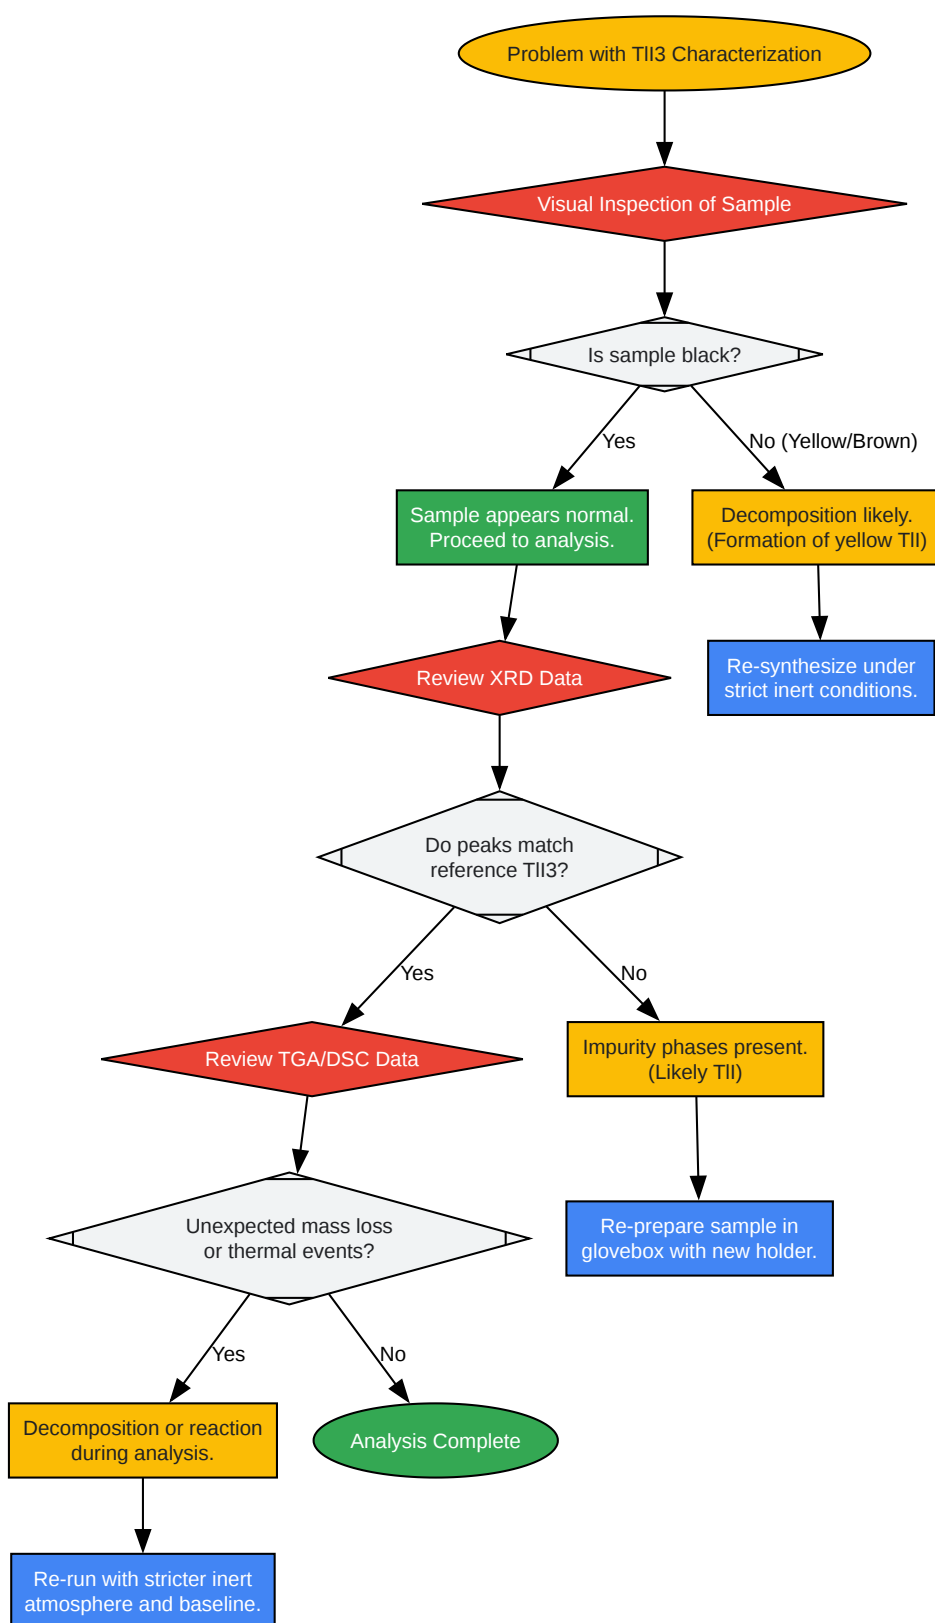 Problem with TlI3 Characterization
Visual Inspection of Sample
Is sample black?
Yes
No (Yellow/Brown)
Sample appears normal.
Proceed to analysis.
Decomposition likely.
(Formation of yellow TlI)
Review XRD Data
Re-synthesize under
strict inert conditions.
Do peaks match
reference TlI3?
Yes
No
Review TGA/DSC Data
Impurity phases present.
(Likely TlI)
Unexpected mass loss
or thermal events?
Re-prepare sample in
glovebox with new holder.
Yes
No
Decomposition or reaction
during analysis.
Analysis Complete
Re-run with stricter inert
atmosphere and baseline.